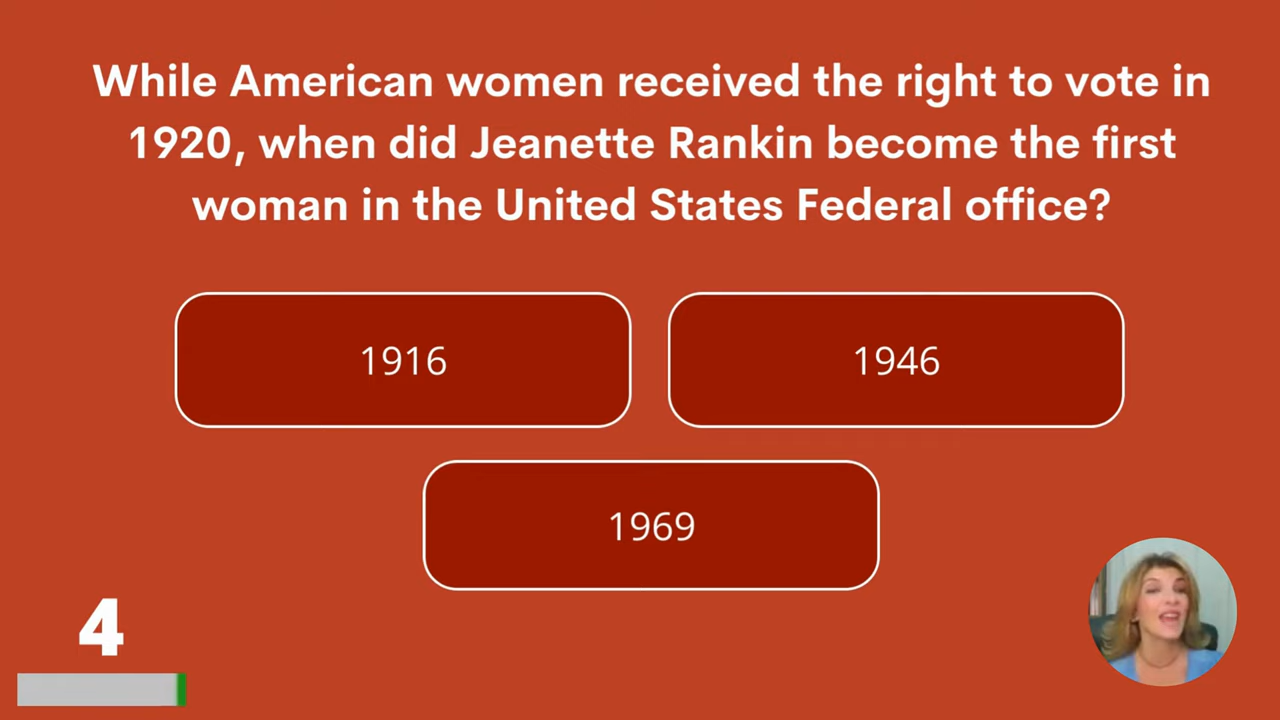 While American women received the right to vote in
1920, when did Jeanette Rankin become the first
woman in the United States Federal office?
1916
1946
1969
4